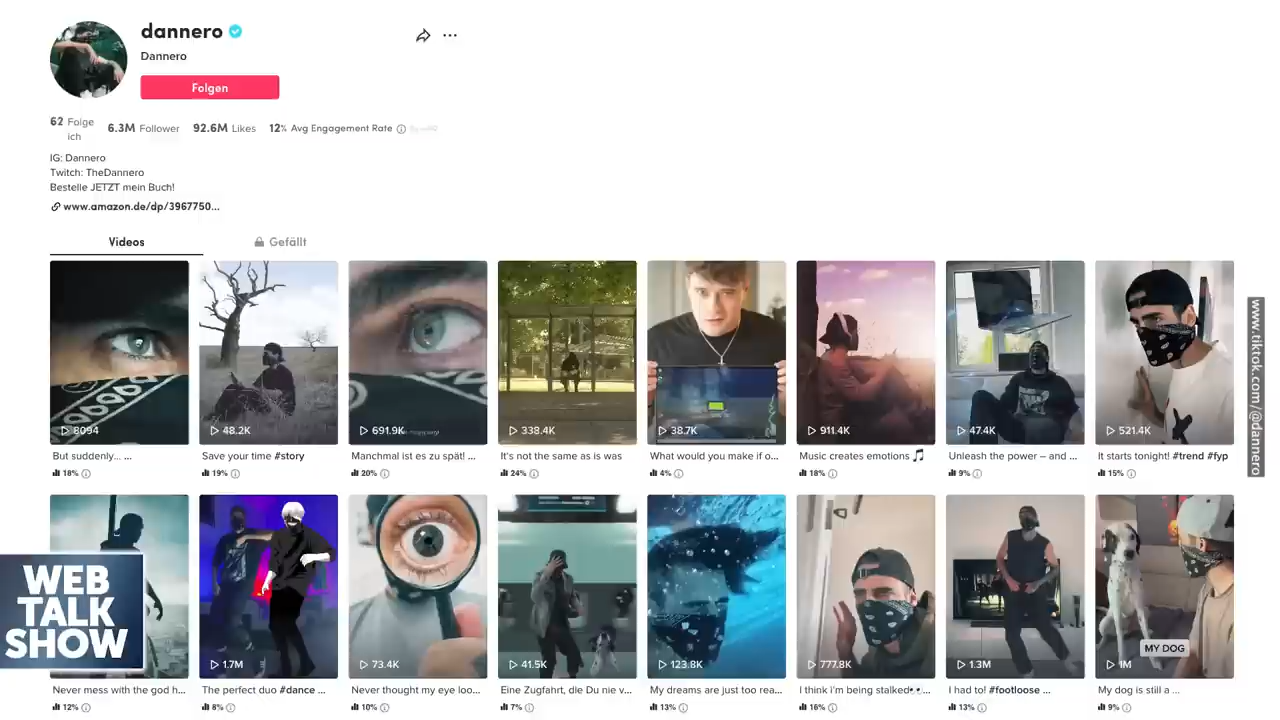 dannero
Dannero
Folgen
62 Folge ich
6.3M Follower
92.6M Likes
12% Avg Engagement Rate
IG: Dannero
Twitch: TheDannero
Bestelle JETZT mein Buch!
www.amazon.de/dp/3967750...
Videos
Gefällt
8094
48.2K
691.9K
338.4K
38.7K
911.4K
47.4K
521.4K
But suddenly... ...
Save your time #story
Manchmal ist es zu spät! ...
It's not the same as is was
What would you make if o...
Music creates emotions 🎵
Unleash the power – and ...
It starts tonight! #trend #fyp
18%
19%
20%
24%
4%
18%
9%
15%
www.tiktok.com/@dannero
WEB
TALK
SHOW
1.7M
73.4K
41.5K
123.8K
777.8K
1.3M
MY DOG
1M
Never mess with the god h...
The perfect duo #dance ...
Never thought my eye loo...
Eine Zugfahrt, die Du nie v...
My dreams are just too rea...
I think i'm being stalked👀...
I had to! #footloose ...
My dog is still a ...
12%
8%
10%
7%
13%
16%
13%
9%